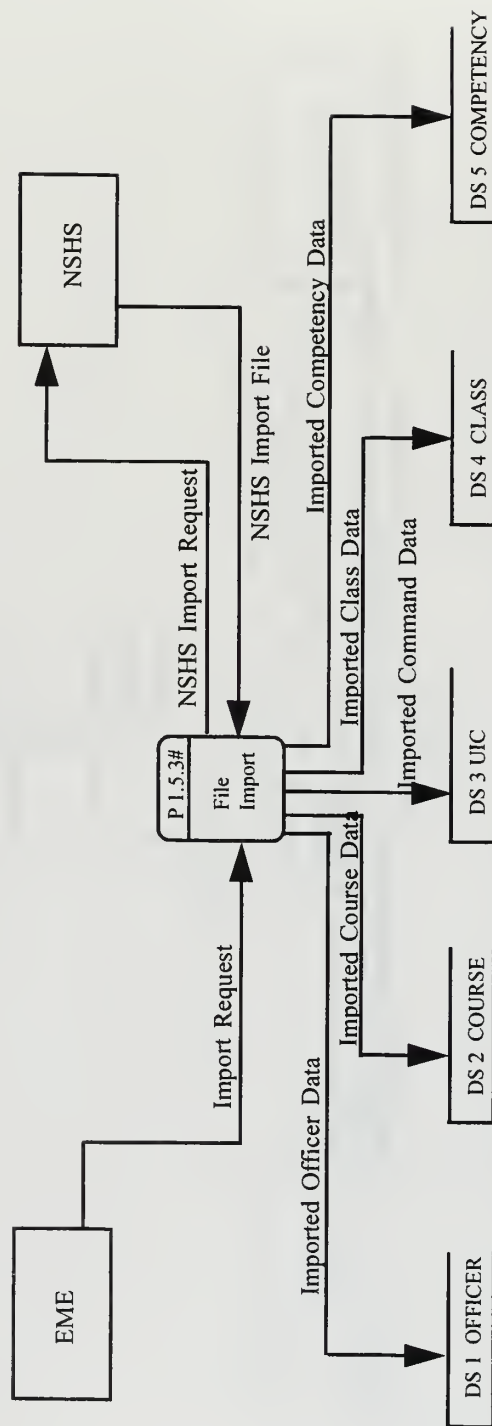 EME
NSHS
Import Request
NSHS Import Request
NSHS Import File
P 1.5.3#
File
Import
Imported Officer Data
Imported Course Data
Imported Command Data
Imported Class Data
Imported Competency Data
DS 1 OFFICER
DS 2 COURSE
DS 3 UIC
DS 4 CLASS
DS 5 COMPETENCY